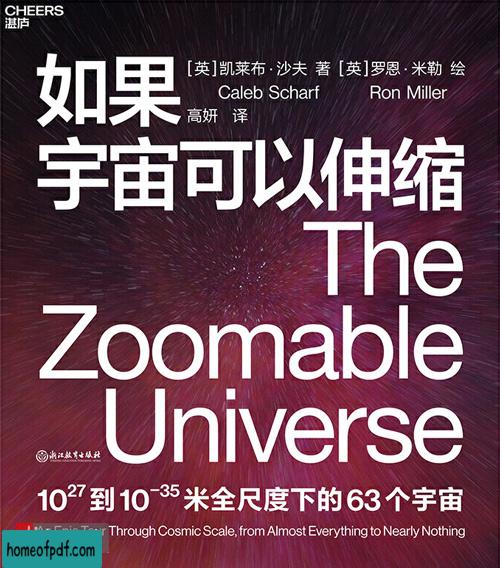 CHEERS
湛庐
[英]凯莱布·沙夫 著 [英]罗恩·米勒 绘
Caleb Scharf Ron Miller
高妍 译
如果
宇宙可以伸缩
The
Zoomable
Universe
浙江教育出版社
10²⁷到10⁻³⁵米全尺度下的63个宇宙
Epic Tour Through Cosmic Scale, from Almost Everything to Nearly Nothing
homeofpdf.com